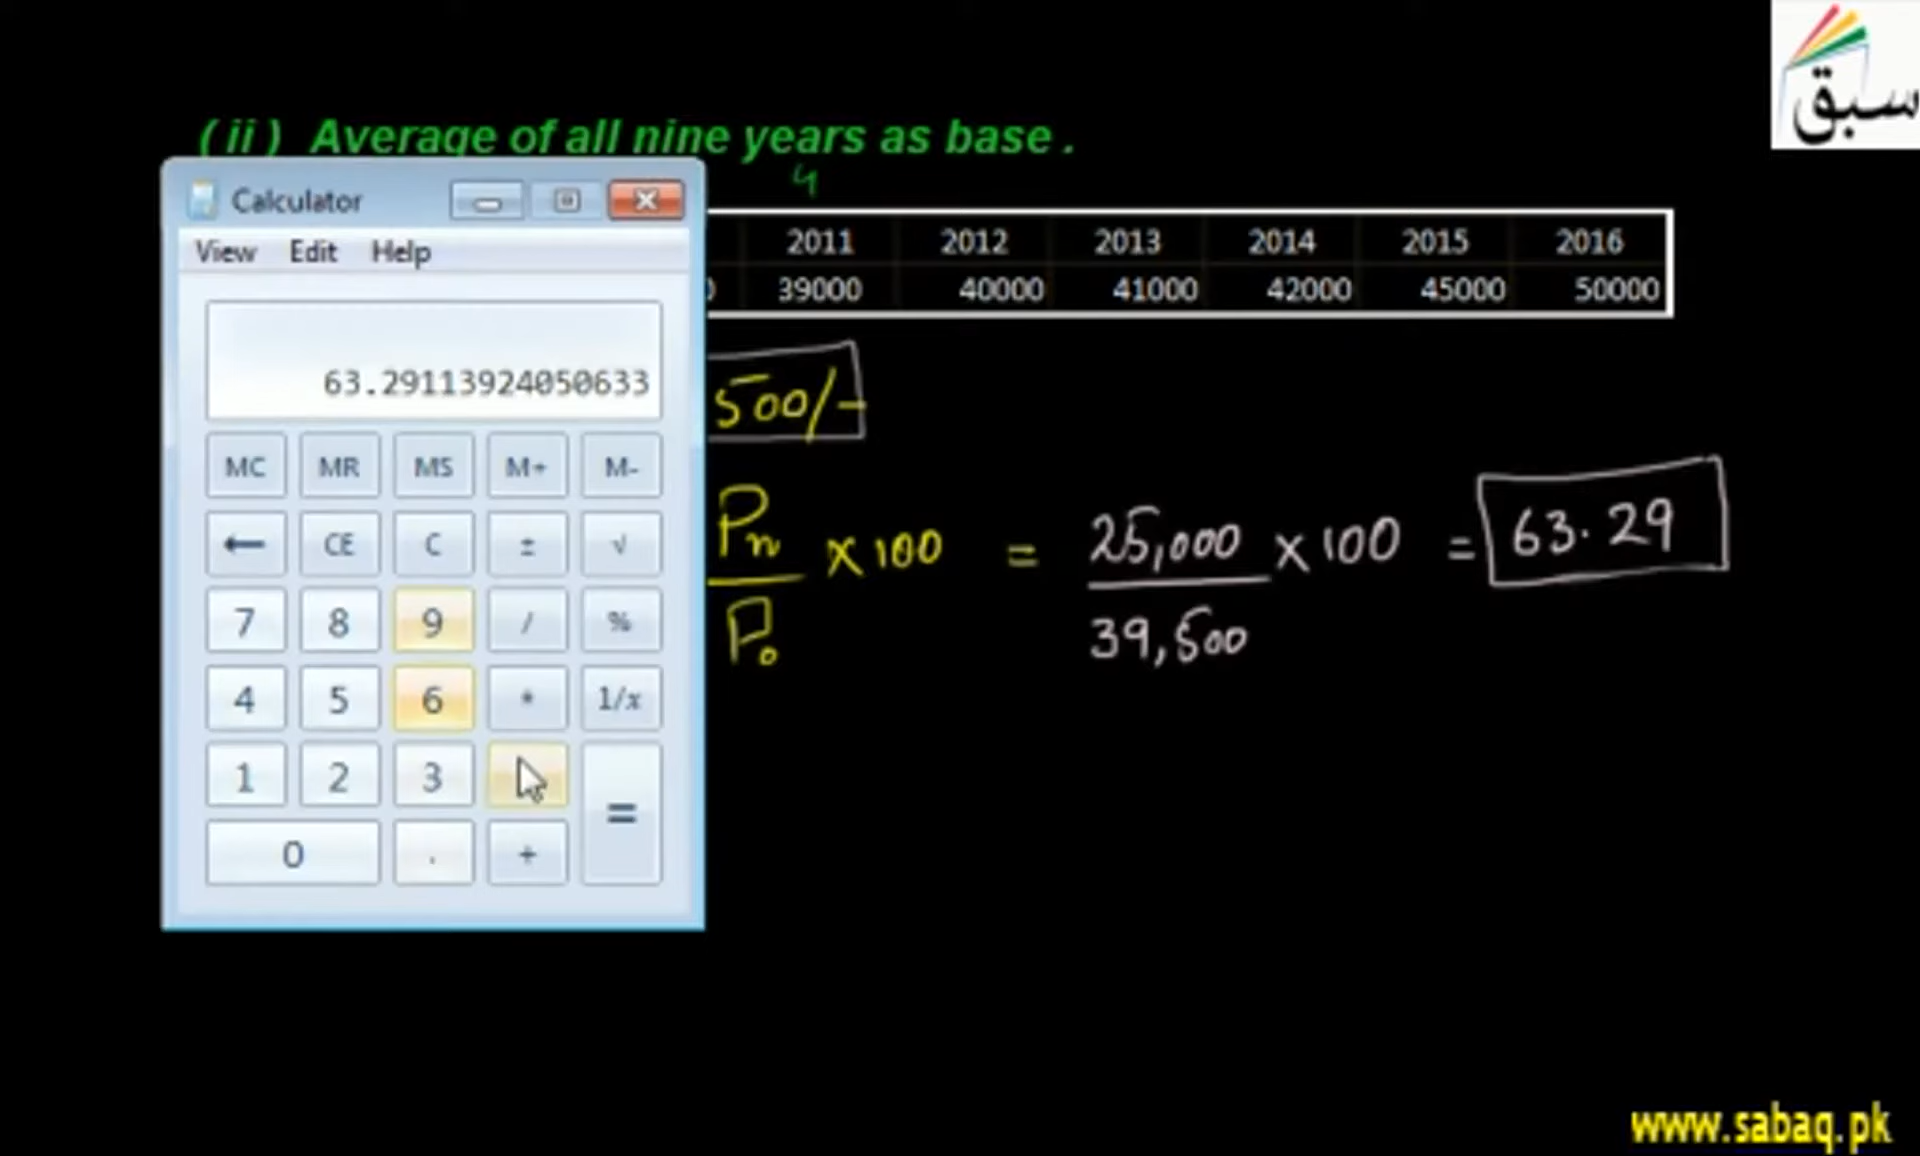 سبق
( ii ) Average of all nine years as base .
4
Calculator
View Edit Help
2011 2012 2013 2014 2015 2016
39000 40000 41000 42000 45000 50000
63.29113924050633
500/-
MC MR MS M+ M-
← CE C ± √
Pn/P0 × 100 = 25,000/39,500 × 100 = 63.29
7 8 9 / %
4 5 6 * 1/x
1 2 3 =
0 . +
www.sabaq.pk